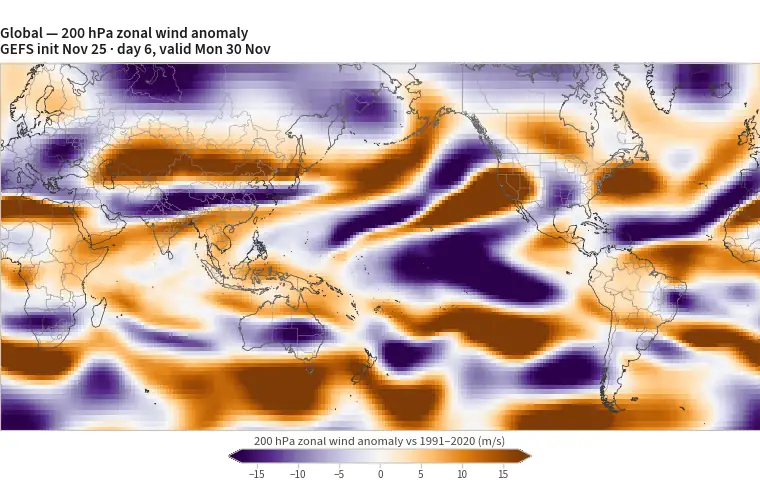 Global — 200 hPa zonal wind anomaly
GEFS init Nov 25 · day 6, valid Mon 30 Nov
200 hPa zonal wind anomaly vs 1991–2020 (m/s)
−15 −10 −5 0 5 10 15